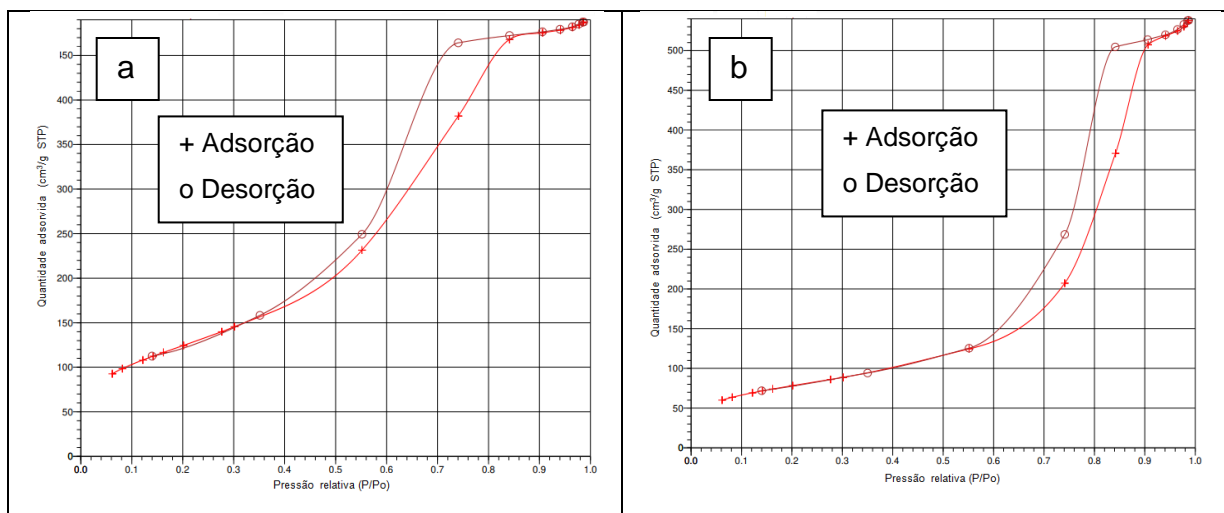 a
+ Adsorção
o Desorção
Quantidade adsorvida (cm³/g STP)
450
400
350
300
250
200
150
100
50
0
0.0 0.1 0.2 0.3 0.4 0.5 0.6 0.7 0.8 0.9 1.0
Pressão relativa (P/Po)
b
+ Adsorção
o Desorção
Quantidade adsorvida (cm³/g STP)
500
450
400
350
300
250
200
150
100
50
0
0.0 0.1 0.2 0.3 0.4 0.5 0.6 0.7 0.8 0.9 1.0
Pressão relativa (P/Po)